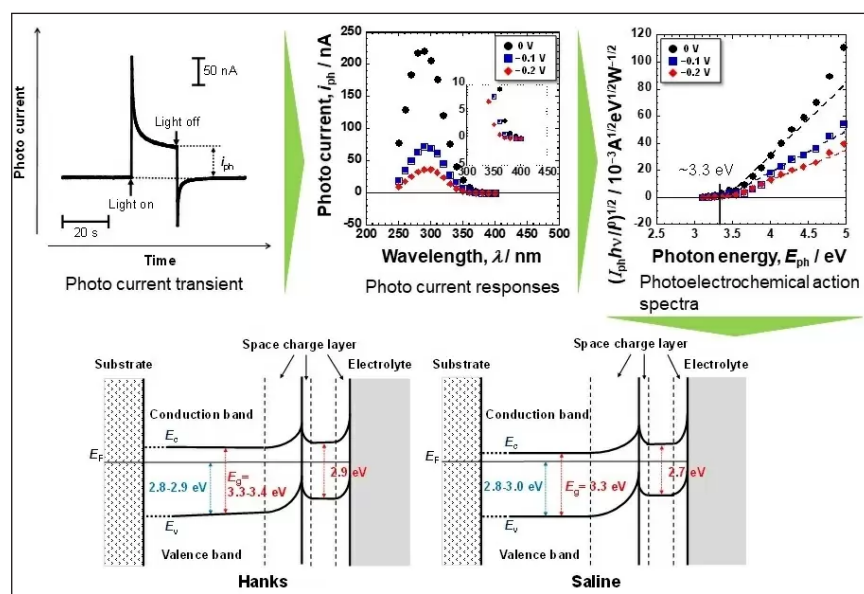 Photo current
50 nA
Light off
iph
Light on
20 s
Time
Photo current transient
Photo current, iph / nA
250
200
150
100
50
0
-50
200 250 300 350 400 450 500
0 V
−0.1 V
−0.2 V
10
5
0
300 350 400 450
Wavelength, λ / nm
Photo current responses
(Iphhν/I⁰)1/2 / 10−3A1/2eV1/2W−1/2
120
100
80
60
40
20
0
-20
2.5 3 3.5 4 4.5 5
0 V
−0.1 V
−0.2 V
~3.3 eV
Photon energy, Eph / eV
Photoelectrochemical action
spectra
Substrate
Space charge layer
Electrolyte
Conduction band
Ec
EF
2.8-2.9 eV
Eg=
3.3-3.4 eV
2.9 eV
Ev
Valence band
Hanks
Substrate
Space charge layer
Electrolyte
Conduction band
Ec
EF
2.8-3.0 eV
Eg= 3.3 eV
2.7 eV
Ev
Valence band
Saline